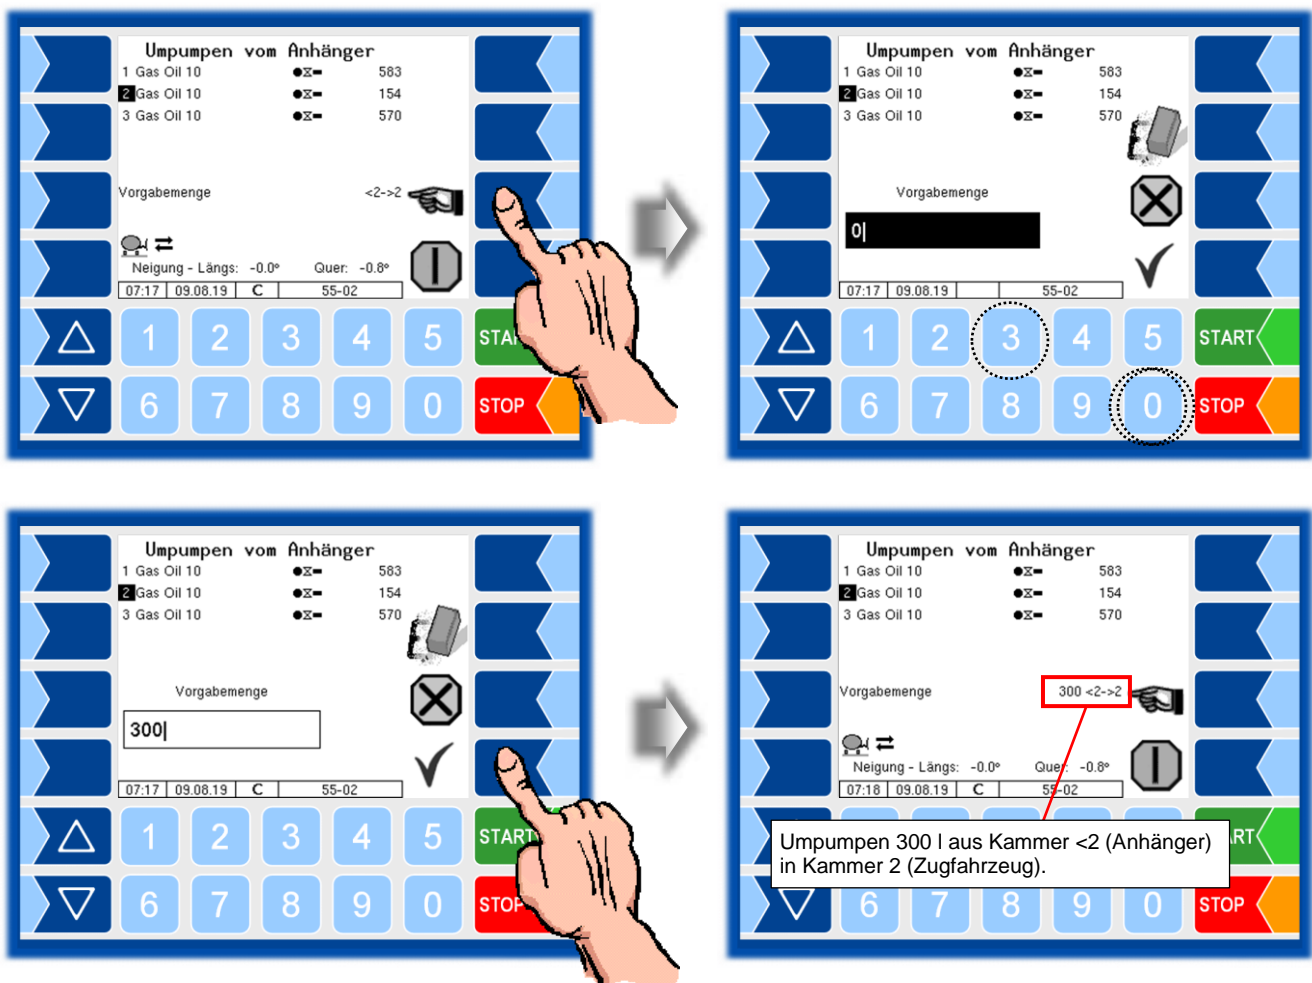 Umpumpen vom Anhänger
1 Gas Oil 10 583
2 Gas Oil 10 154
3 Gas Oil 10 570
Vorgabemenge <2->2
Neigung - Längs: -0.0° Quer: -0.8°
07:17 09.08.19 C 55-02
1 2 3 4 5 STA
6 7 8 9 0 STOP
Umpumpen vom Anhänger
1 Gas Oil 10 583
2 Gas Oil 10 154
3 Gas Oil 10 570
Vorgabemenge
0
07:17 09.08.19 55-02
1 2 3 4 5 START
6 7 8 9 0 STOP
Umpumpen vom Anhänger
1 Gas Oil 10 583
2 Gas Oil 10 154
3 Gas Oil 10 570
Vorgabemenge
300
07:17 09.08.19 C 55-02
1 2 3 4 5 START
6 7 8 9 0 STOP
Umpumpen vom Anhänger
1 Gas Oil 10 583
2 Gas Oil 10 154
3 Gas Oil 10 570
Vorgabemenge 300 <2->2
Neigung - Längs: -0.0° Quer: -0.8°
07:18 09.08.19 C 55-02
RT
Umpumpen 300 l aus Kammer <2 (Anhänger)
in Kammer 2 (Zugfahrzeug).
6 7 8 9 0 STOP